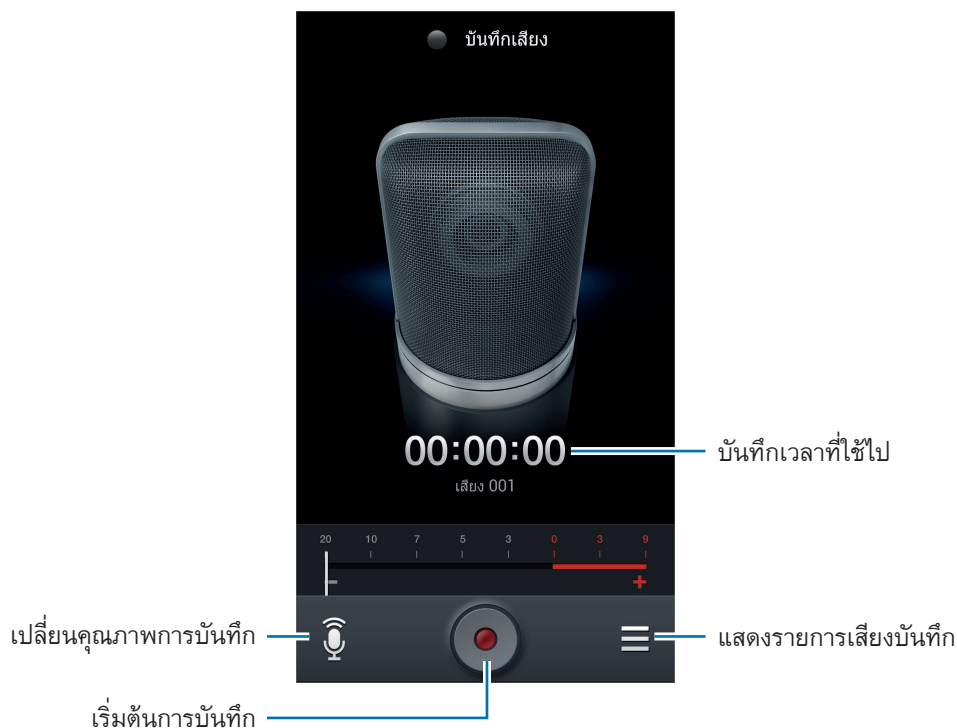 บันทึกเสียง
00:00:00
บันทึกเวลาที่ใช้ไป
เสียง 001
20 10 7 5 3 0 3 9
- +
เปลี่ยนคุณภาพการบันทึก
แสดงรายการเสียงบันทึก
เริ่มต้นการบันทึก